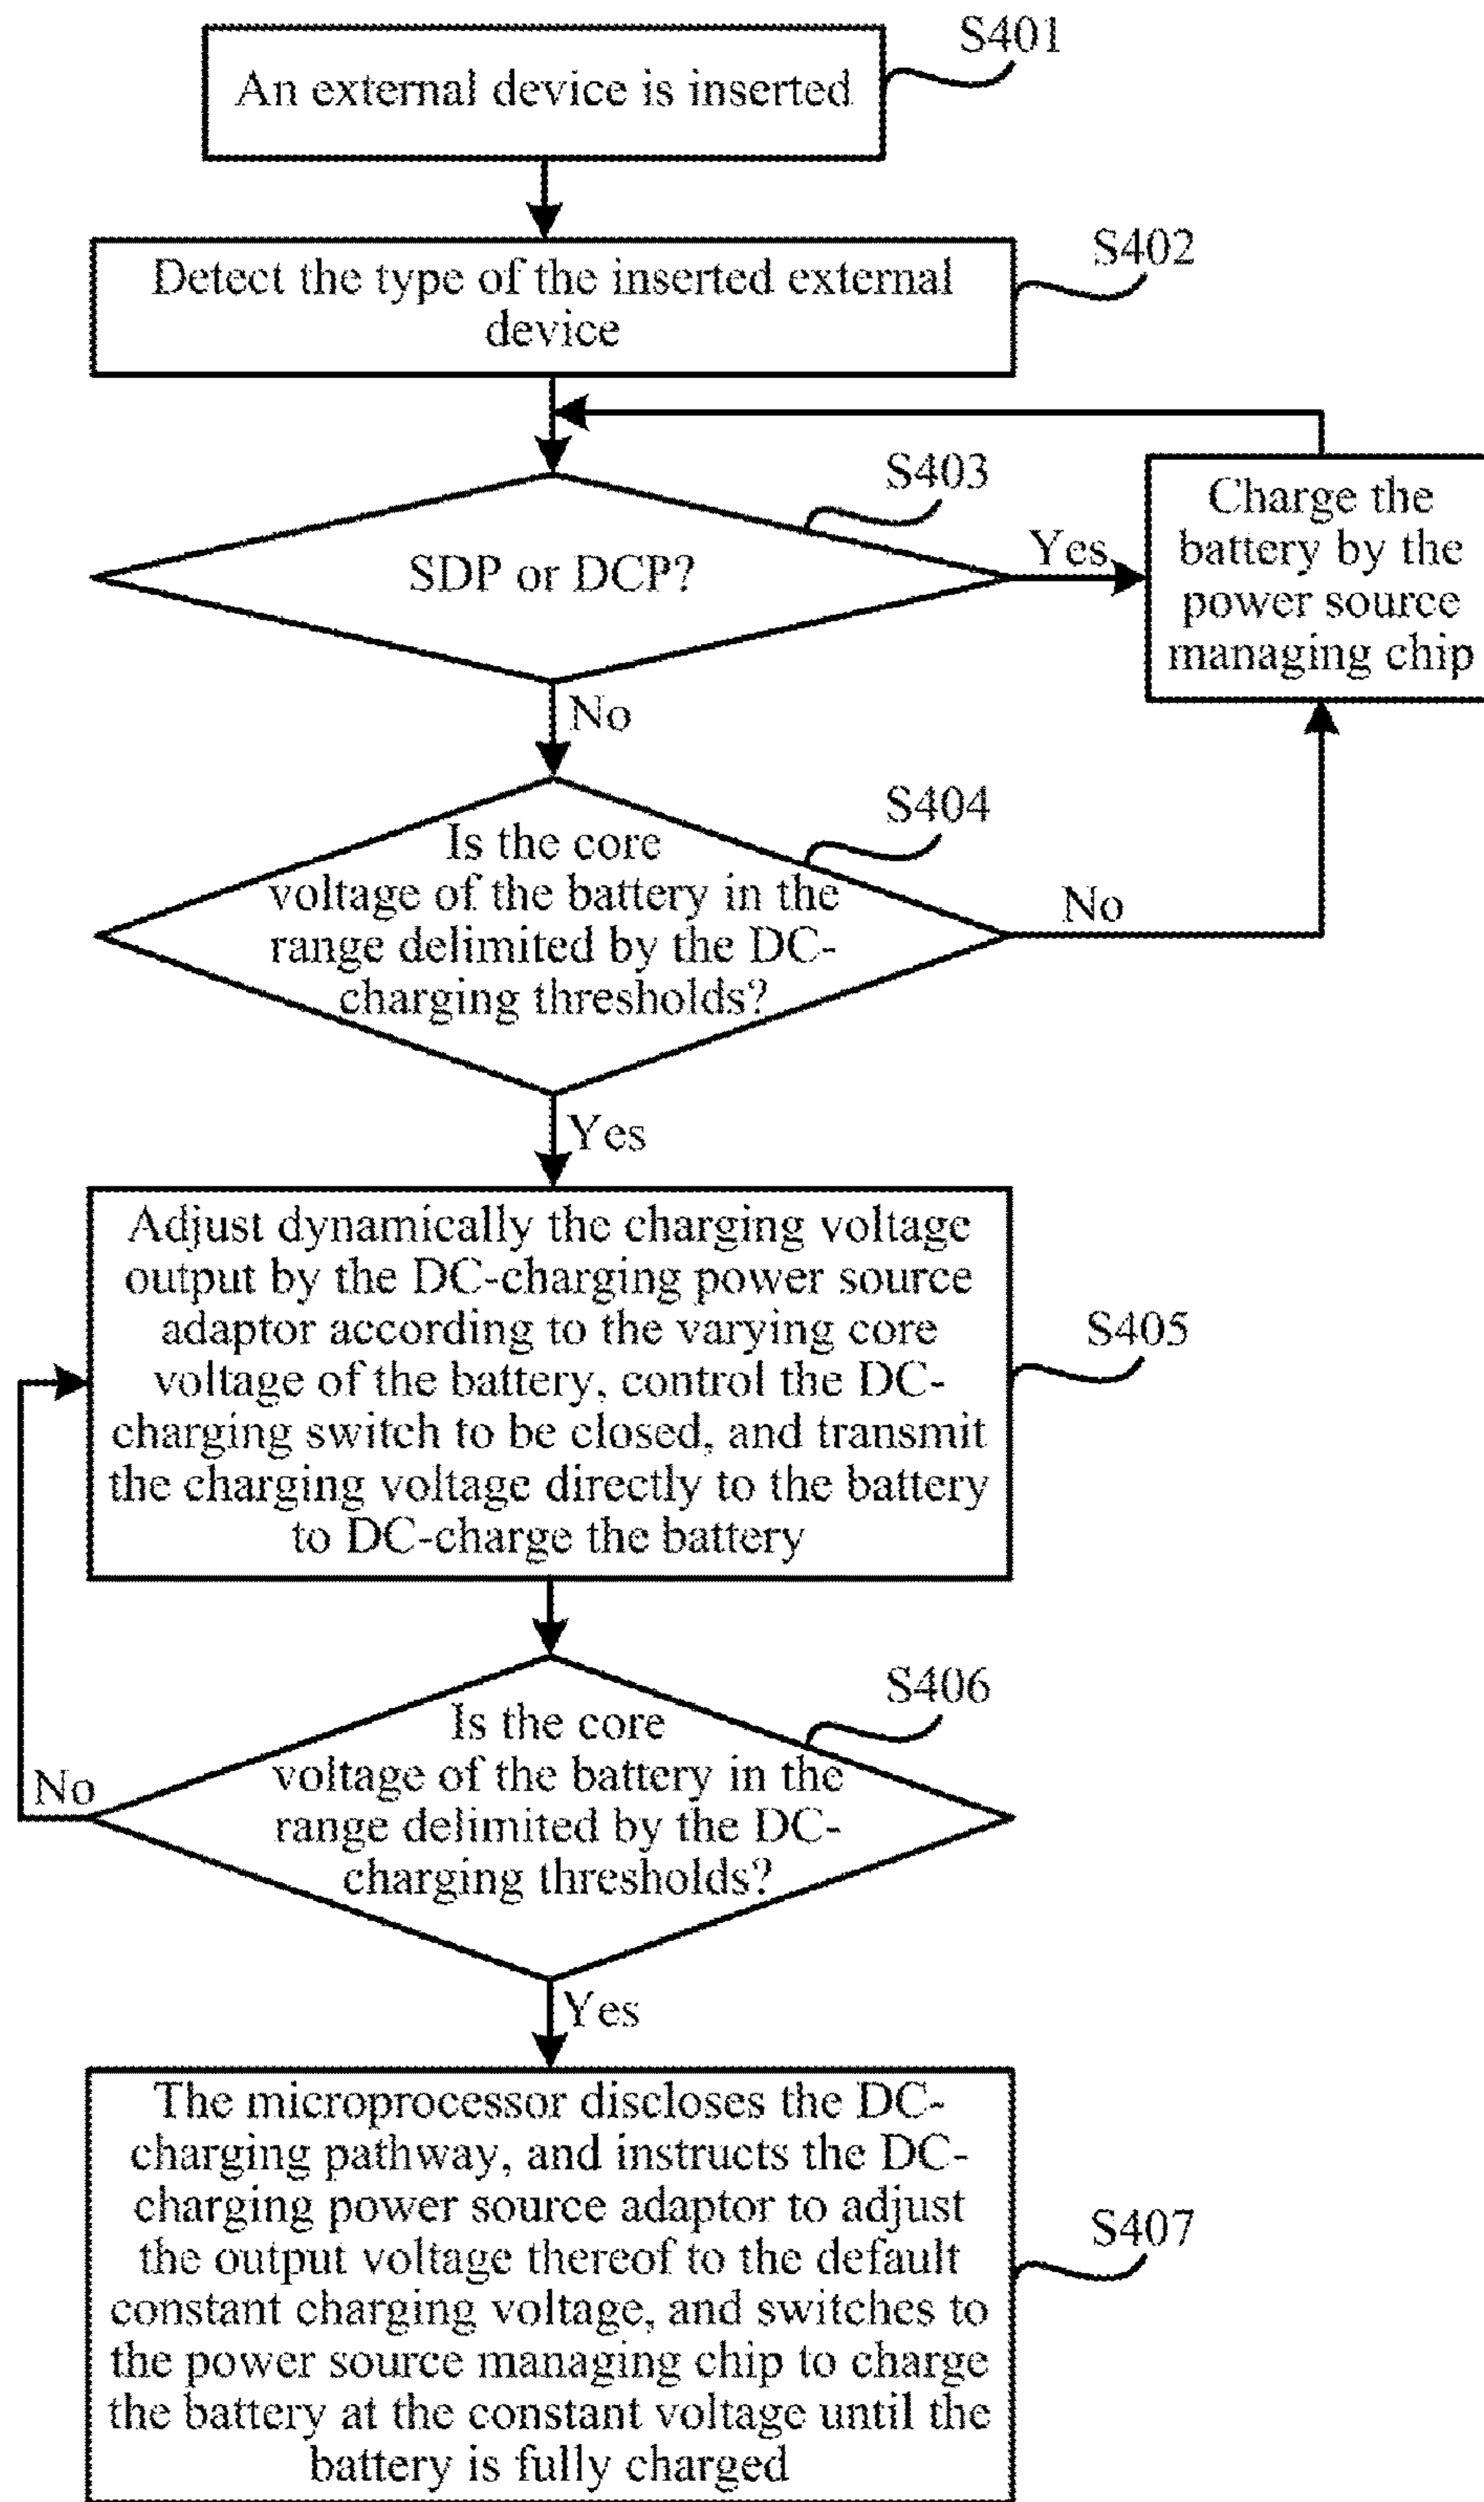 S401
An external device is inserted
S402
Detect the type of the inserted external
device
S403
SDP or DCP?
Yes
Charge the
battery by the
power source
managing chip
No
S404
Is the core
voltage of the battery in the
range delimited by the DC-
charging thresholds?
No
Yes
Adjust dynamically the charging voltage
output by the DC-charging power source
adaptor according to the varying core
voltage of the battery, control the DC-
charging switch to be closed, and transmit
the charging voltage directly to the battery
to DC-charge the battery
S405
S406
Is the core
voltage of the battery in the
range delimited by the DC-
charging thresholds?
No
Yes
The microprocessor discloses the DC-
charging pathway, and instructs the DC-
charging power source adaptor to adjust
the output voltage thereof to the default
constant charging voltage, and switches to
the power source managing chip to charge
the battery at the constant voltage until the
battery is fully charged
S407